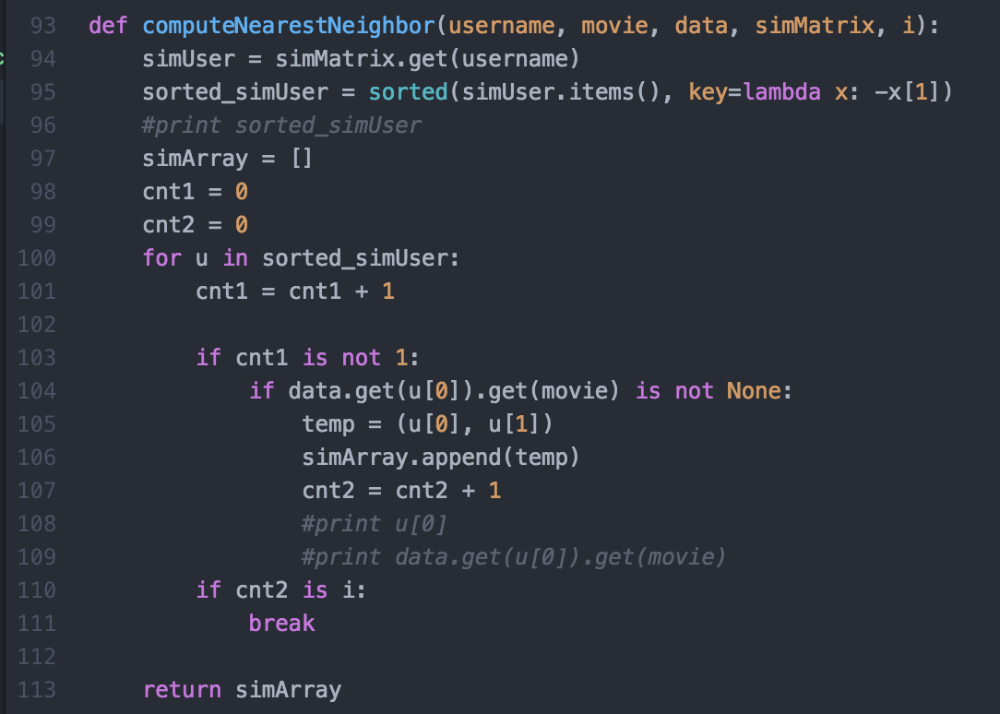 93 def computeNearestNeighbor(username, movie, data, simMatrix, i):
94     simUser = simMatrix.get(username)
95     sorted_simUser = sorted(simUser.items(), key=lambda x: -x[1])
96     #print sorted_simUser
97     simArray = []
98     cnt1 = 0
99     cnt2 = 0
100     for u in sorted_simUser:
101         cnt1 = cnt1 + 1
102
103         if cnt1 is not 1:
104             if data.get(u[0]).get(movie) is not None:
105                 temp = (u[0], u[1])
106                 simArray.append(temp)
107                 cnt2 = cnt2 + 1
108                 #print u[0]
109                 #print data.get(u[0]).get(movie)
110         if cnt2 is i:
111             break
112
113     return simArray